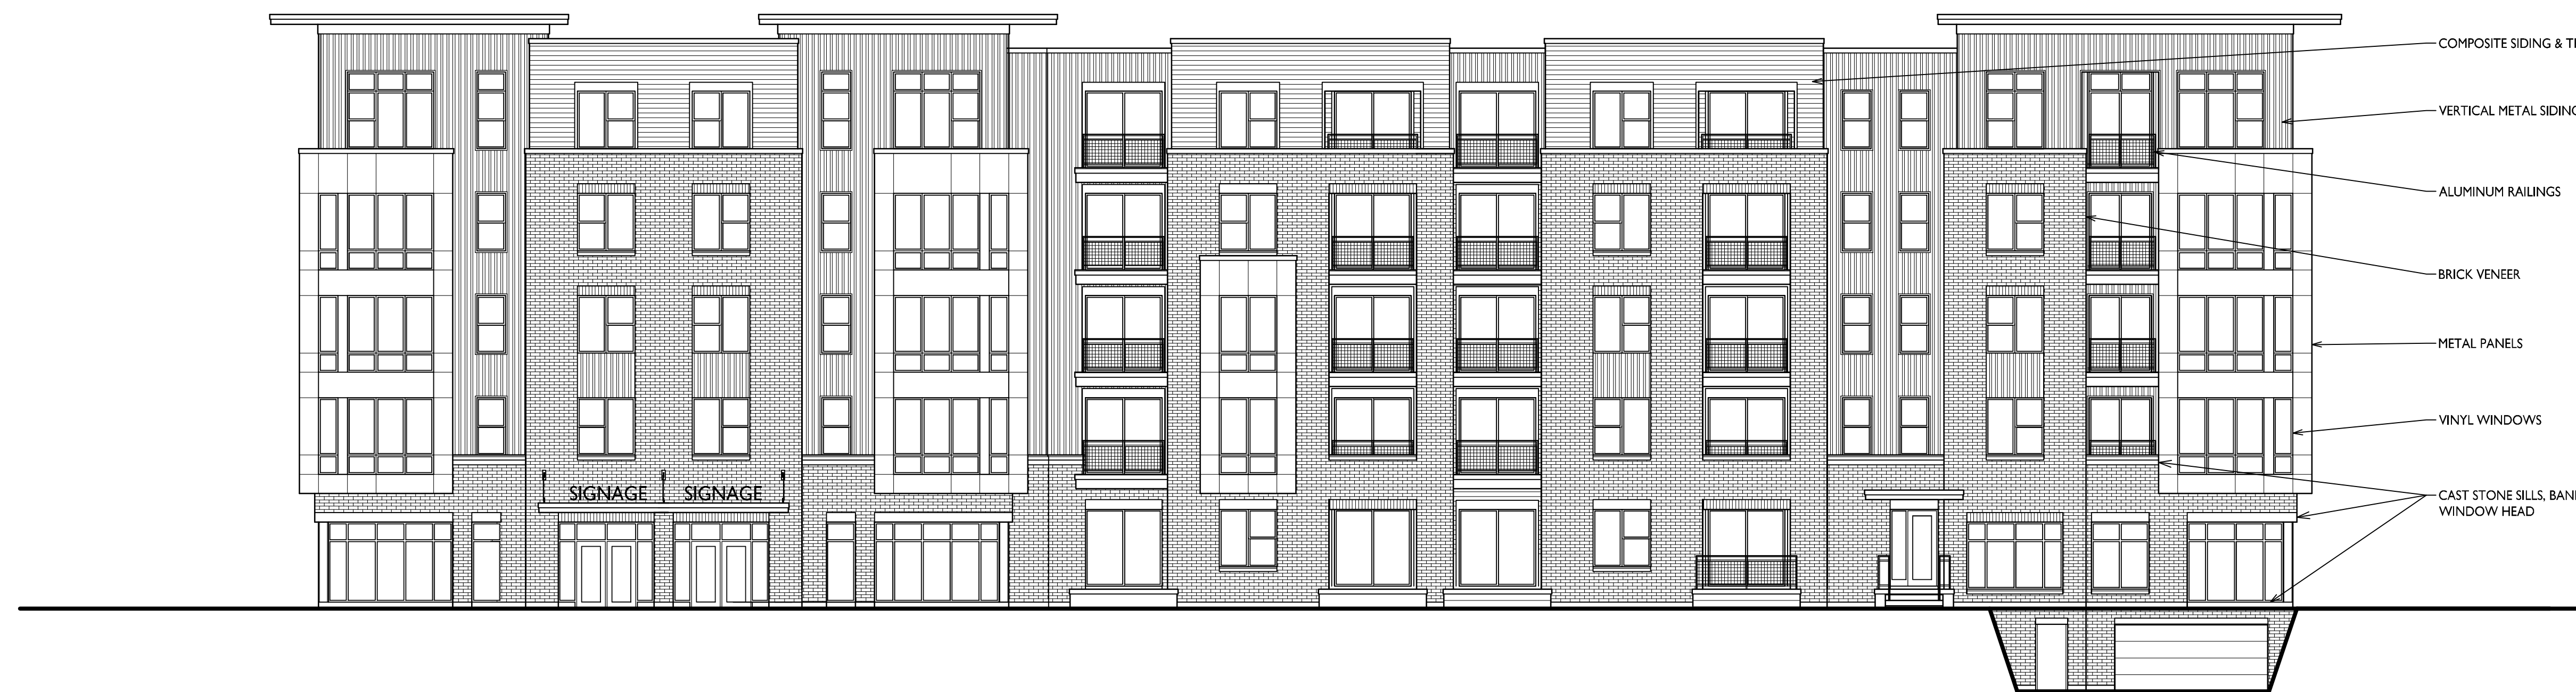 COMPOSITE SIDING &
VERTICAL METAL SIDING
ALUMINUM RAILINGS
BRICK VENEER
METAL PANELS
VINYL WINDOWS
SIGNAGE SIGNAGE
CAST STONE SILLS,
WINDOW HEAD